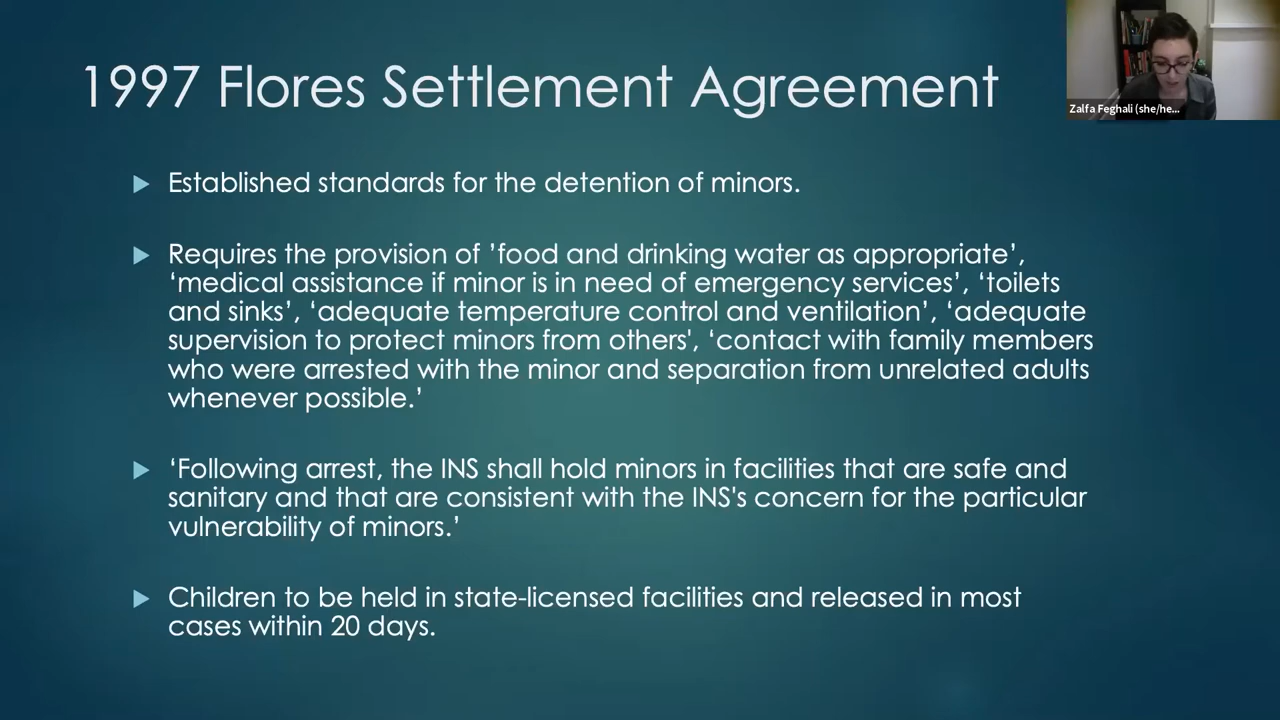 1997 Flores Settlement Agreement
Zalfa Feghali (she/he...
Established standards for the detention of minors.
Requires the provision of ’food and drinking water as appropriate’,
‘medical assistance if minor is in need of emergency services’, ‘toilets
and sinks’, ‘adequate temperature control and ventilation’, ‘adequate
supervision to protect minors from others', ‘contact with family members
who were arrested with the minor and separation from unrelated adults
whenever possible.’
‘Following arrest, the INS shall hold minors in facilities that are safe and
sanitary and that are consistent with the INS's concern for the particular
vulnerability of minors.’
Children to be held in state-licensed facilities and released in most
cases within 20 days.